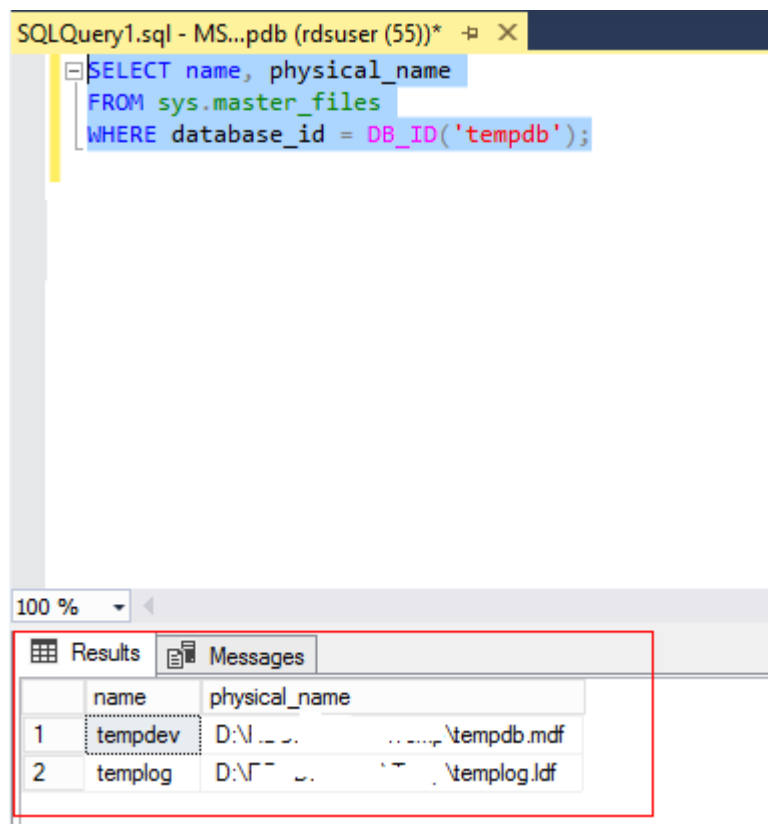 SQLQuery1.sql - MS...pdb (rdsuser (55))*
SELECT name, physical_name
FROM sys.master_files
WHERE database_id = DB_ID('tempdb');
100 %
Results Messages
name physical_name
1 tempdev D:\ \tempdb.mdf
2 templog D:\ \templog.ldf